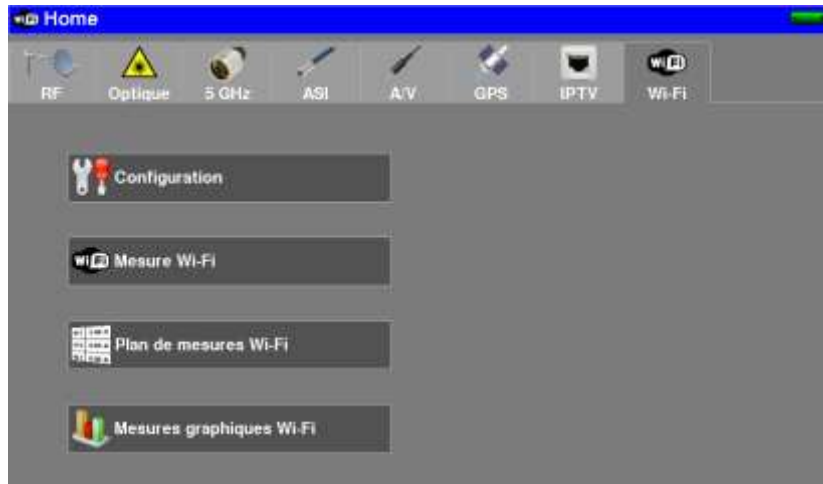 Home
RF Optique 5 GHz ASI A/V GPS IPTV Wi-Fi
Configuration
Mesure Wi-Fi
Plan de mesures Wi-Fi
Mesures graphiques Wi-Fi